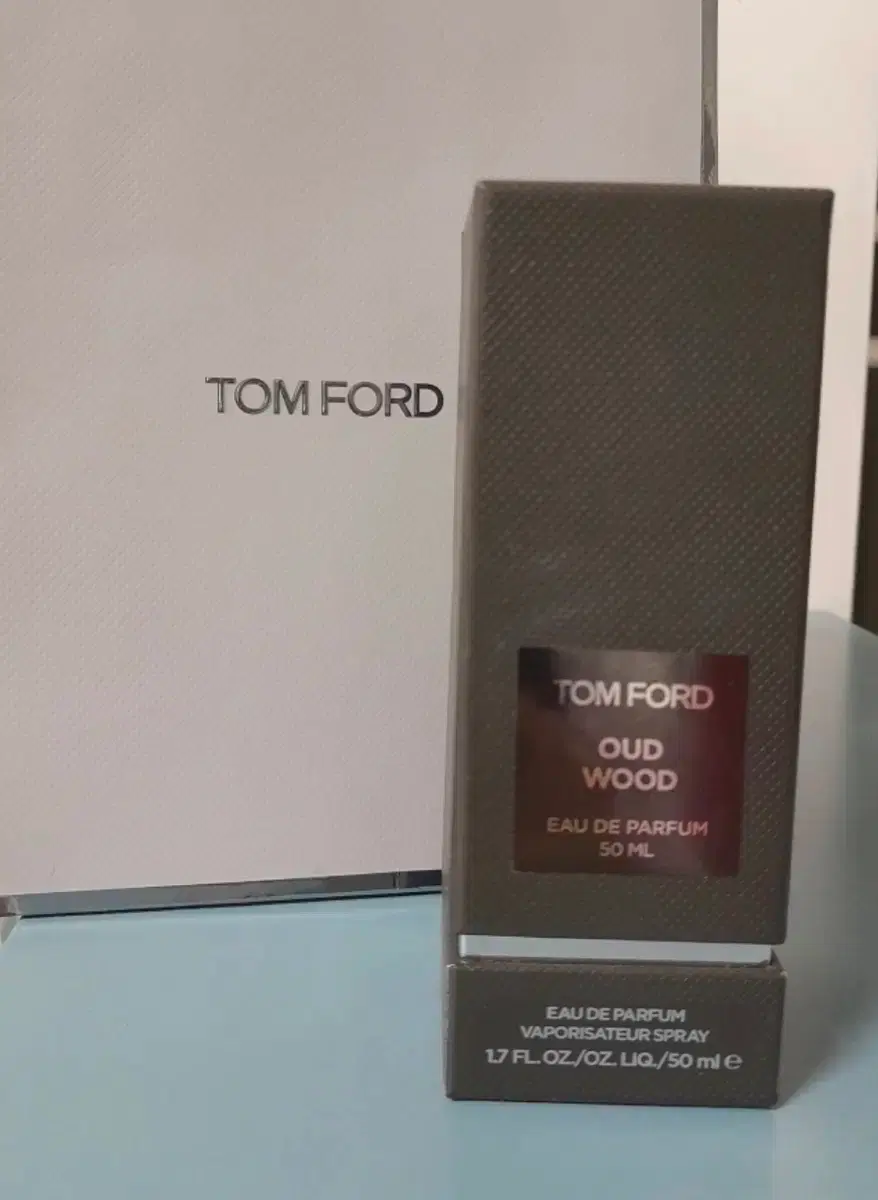 TOM FORD
TOM FORD
OUD
WOOD
EAU DE PARFUM
50 ML
EAU DE PARFUM
VAPORISATEUR SPRAY
1.7 FL. OZ./OZ. LIQ./50 ml ℮